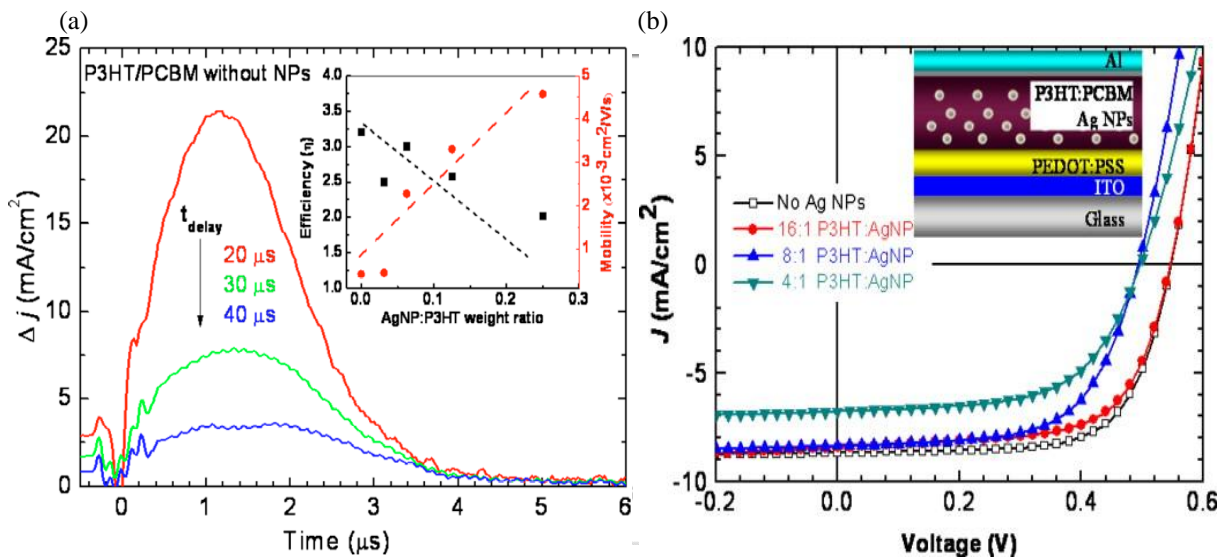 (a)
25
20
15
10
5
0
Δ j (mA/cm²)
P3HT/PCBM without NPs
t delay
20 μs
30 μs
40 μs
0 1 2 3 4 5 6
Time (μs)
4.0
3.5
3.0
2.5
2.0
1.5
1.0
Efficiency (η)
5
4
3
2
1
0
Mobility (x10⁻³cm²/V/s)
0.0 0.1 0.2 0.3
AgNP:P3HT weight ratio
(b)
10
5
0
-5
-10
J (mA/cm²)
Al
P3HT:PCBM
Ag NPs
PEDOT:PSS
ITO
Glass
No Ag NPs
16:1 P3HT:AgNP
8:1 P3HT:AgNP
4:1 P3HT:AgNP
-0.2 0.0 0.2 0.4 0.6
Voltage (V)